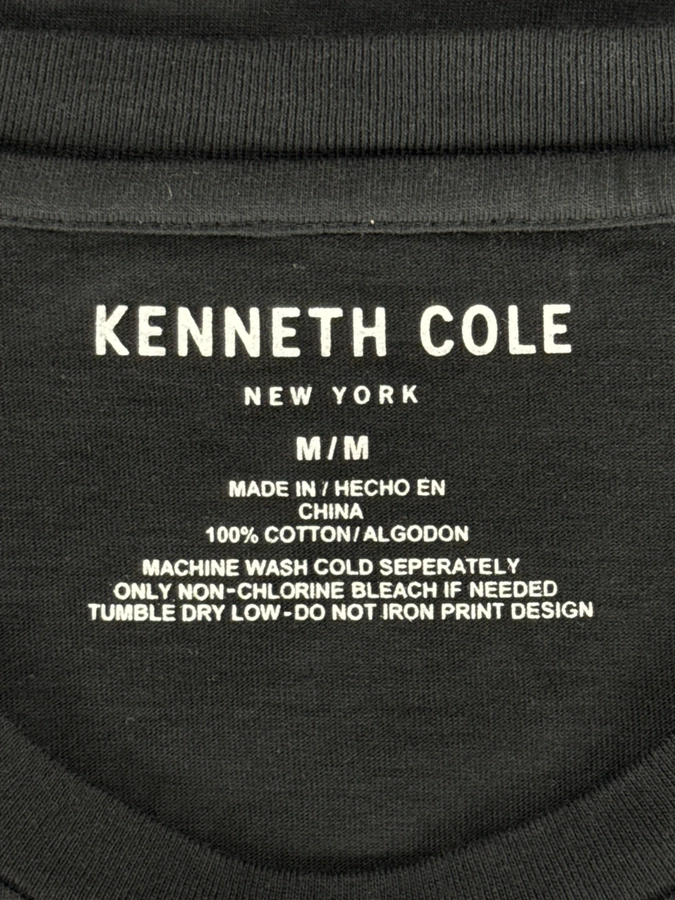 KENNETH COLE
NEW YORK
M/M
MADE IN / HECHO EN
CHINA
100% COTTON/ALGODON
MACHINE WASH COLD SEPERATELY
ONLY NON-CHLORINE BLEACH IF NEEDED
TUMBLE DRY LOW-DO NOT IRON PRINT DESIGN